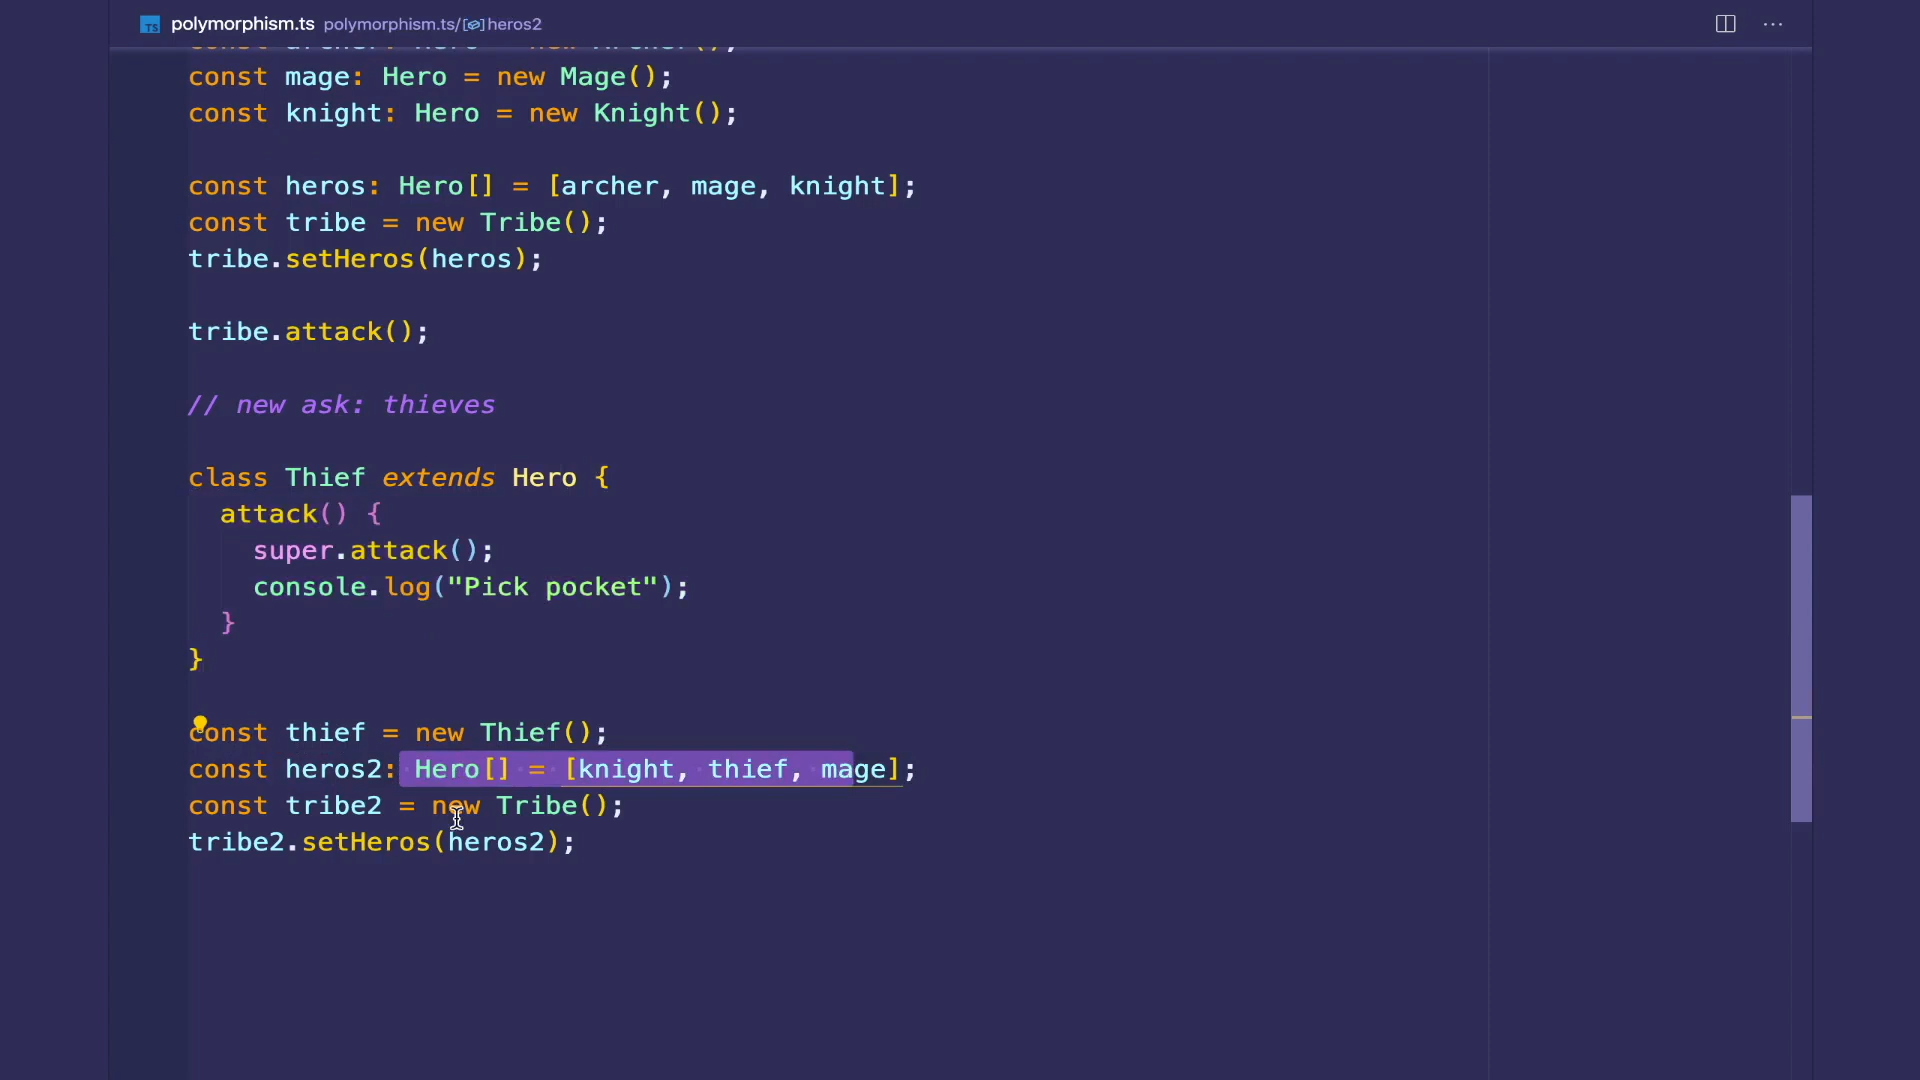 TS polymorphism.ts polymorphism.ts/heros2
const mage: Hero = new Mage();
const knight: Hero = new Knight();
const heros: Hero[] = [archer, mage, knight];
const tribe = new Tribe();
tribe.setHeros(heros);
tribe.attack();
// new ask: thieves
class Thief extends Hero {
attack() {
super.attack();
console.log("Pick pocket");
}
}
const thief = new Thief();
const heros2: Hero[] = [knight, thief, mage];
const tribe2 = new Tribe();
tribe2.setHeros(heros2);